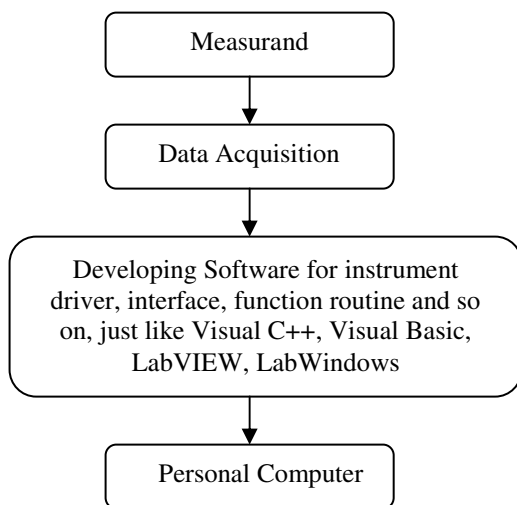 Measurand
Data Acquisition
Developing Software for instrument
driver, interface, function routine and so
on, just like Visual C++, Visual Basic,
LabVIEW, LabWindows
Personal Computer